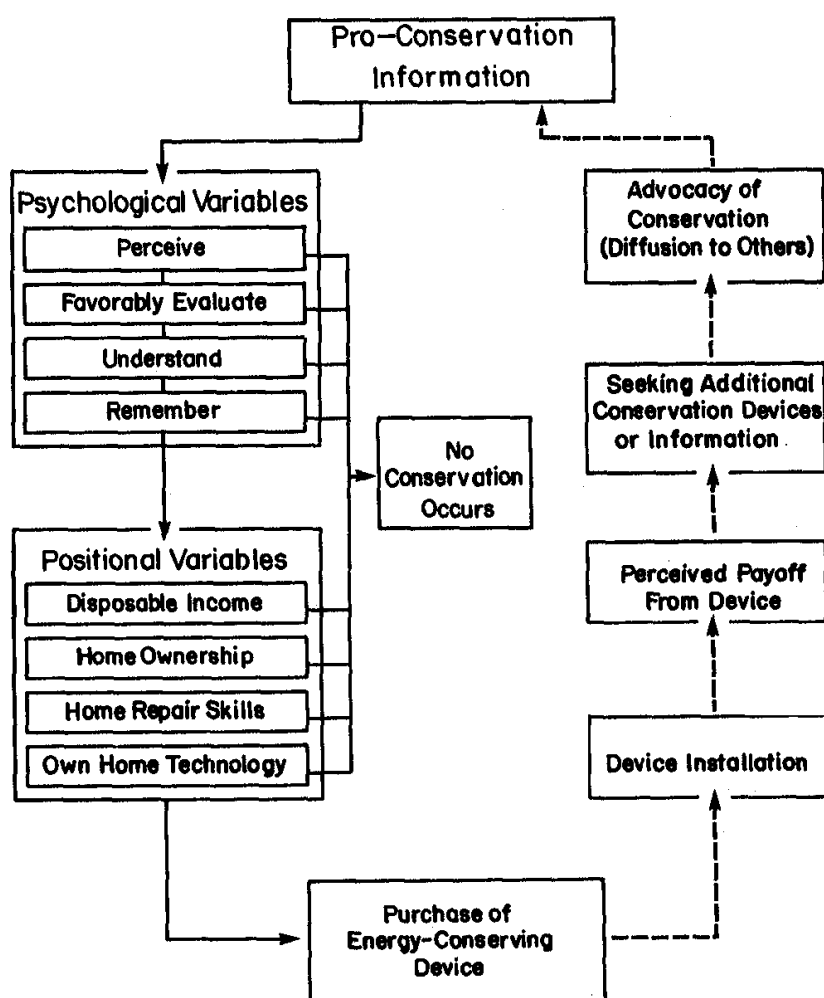 Pro-Conservation
Information
Psychological Variables
Perceive
Favorably Evaluate
Understand
Remember
No
Conservation
Occurs
Positional Variables
Disposable Income
Home Ownership
Home Repair Skills
Own Home Technology
Purchase of
Energy-Conserving
Device
Device Installation
Perceived Payoff
From Device
Seeking Additional
Conservation Devices
or Information
Advocacy of
Conservation
(Diffusion to Others)